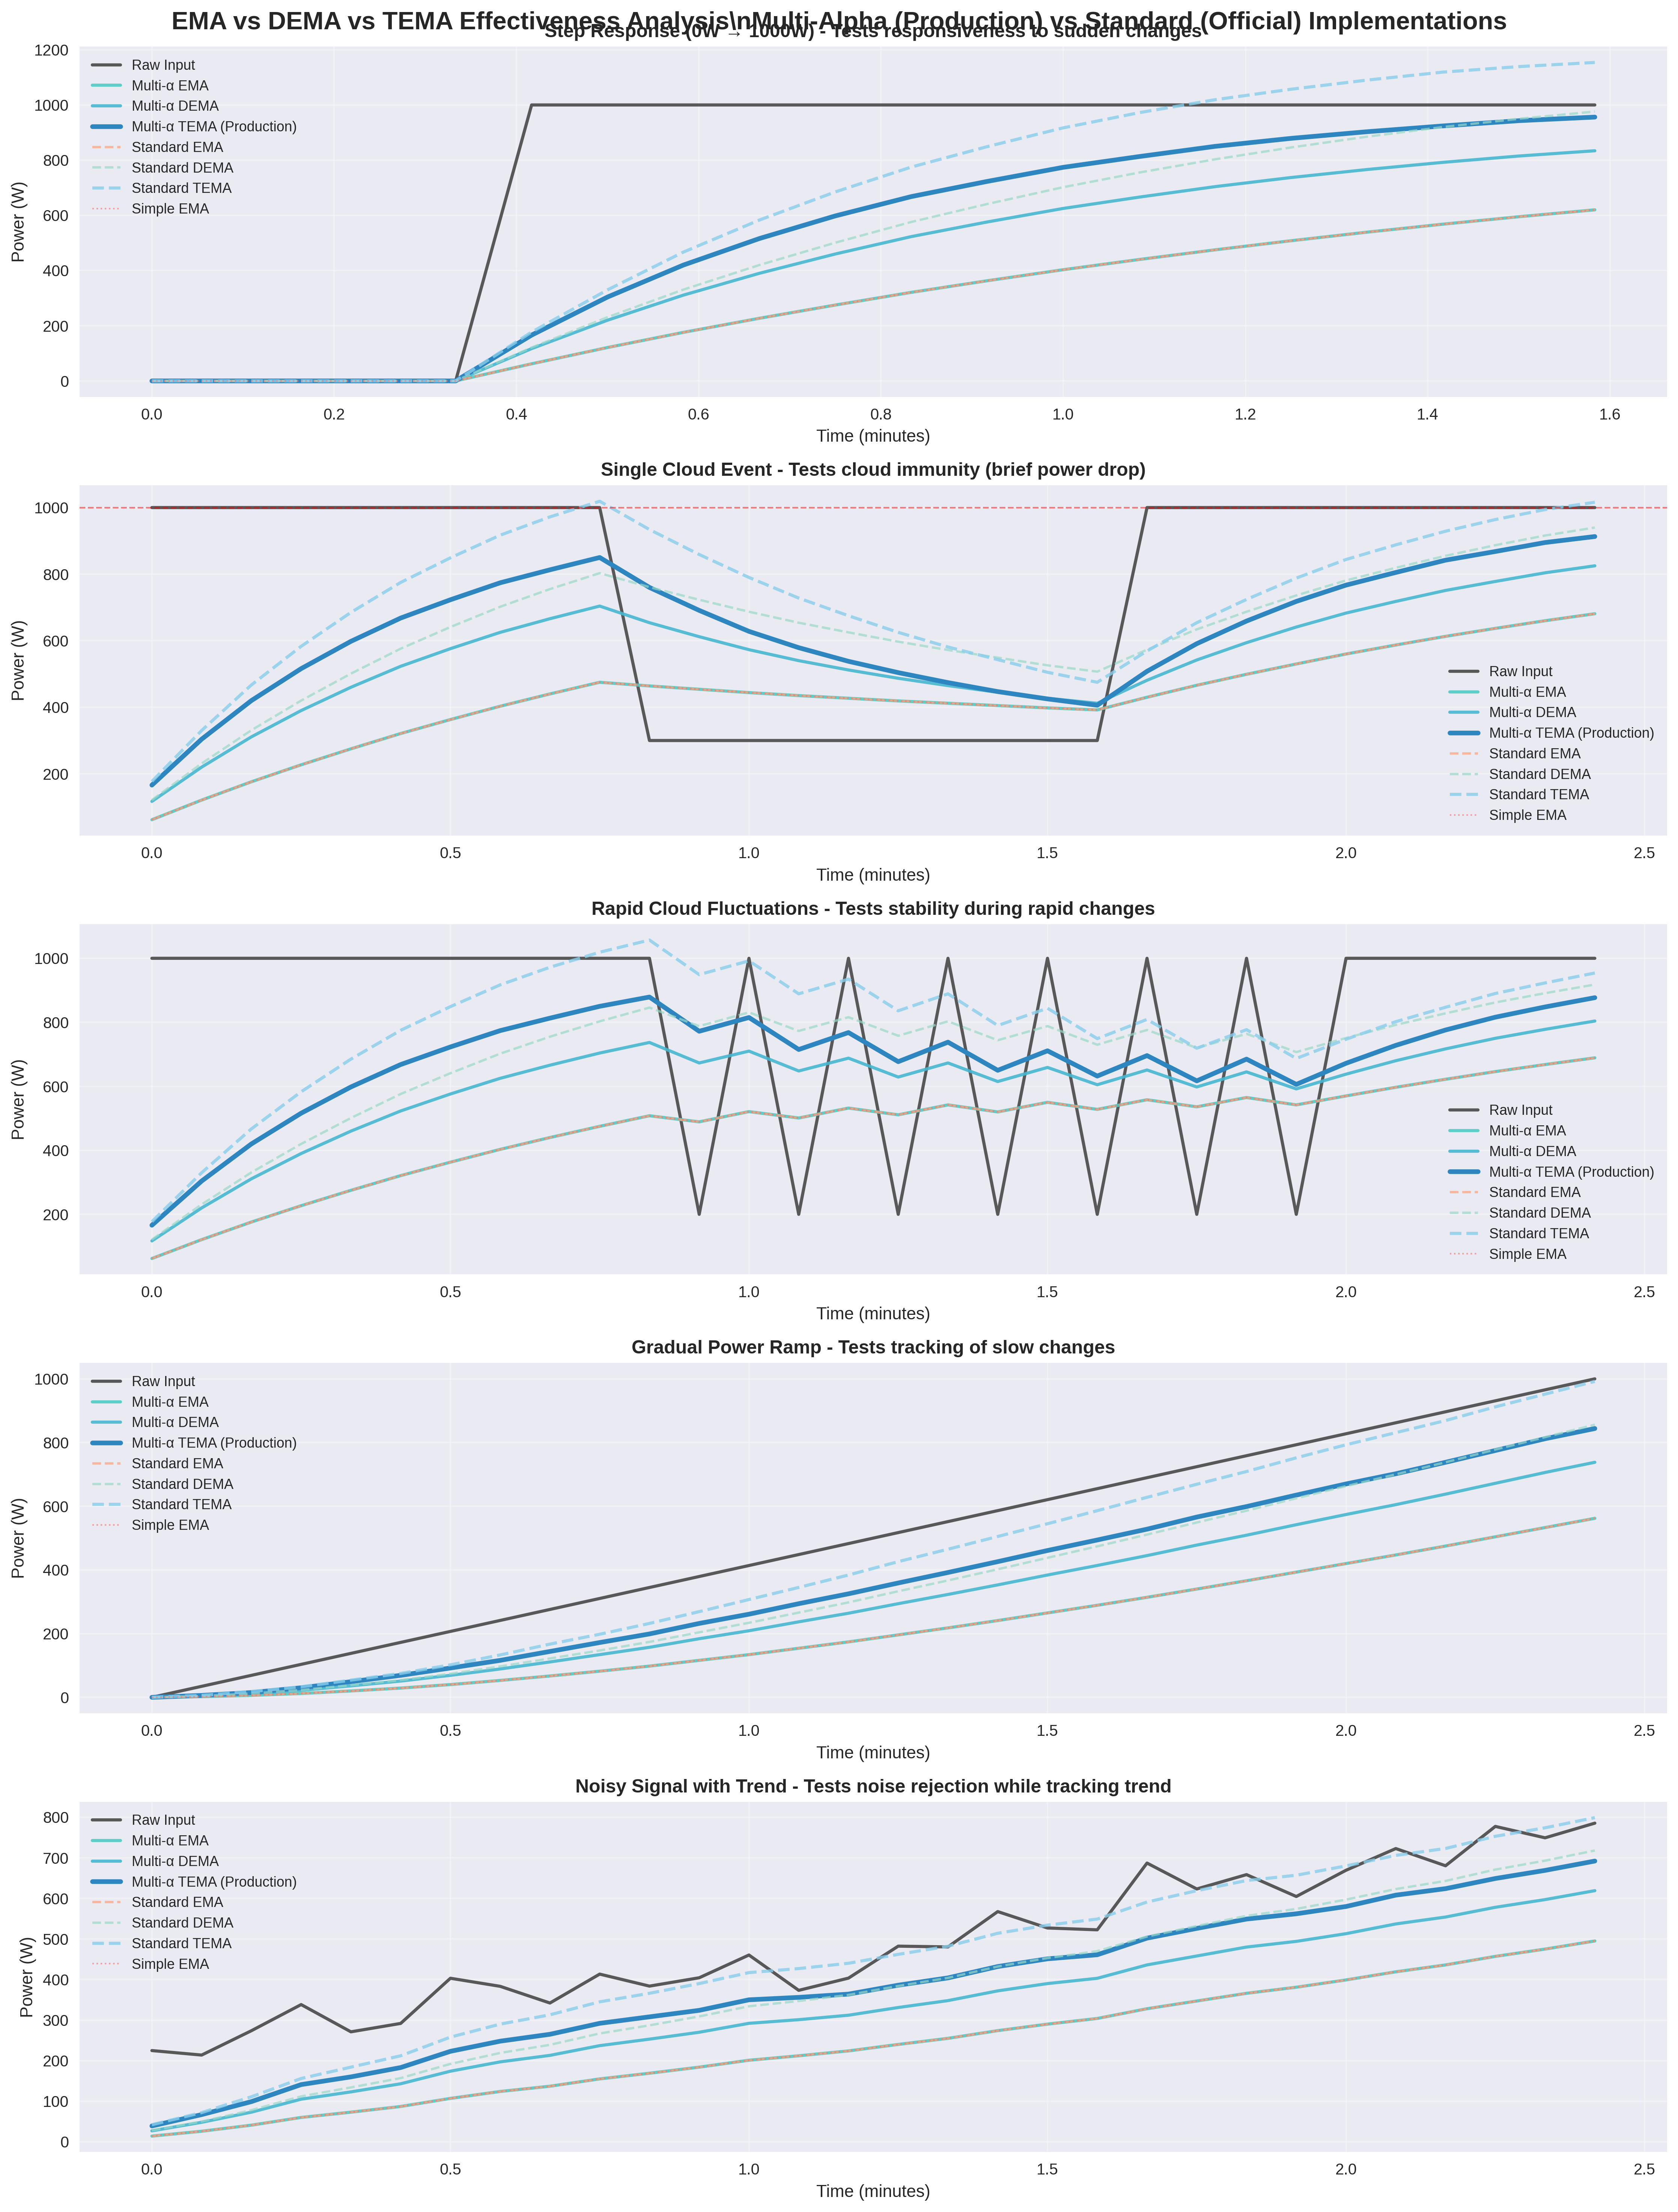 EMA vs DEMA vs TEMA Effectiveness Analysis\nMulti-Alpha (Production) vs Standard (Official) Implementations
Step Response (0W → 1000W) - Tests responsiveness to sudden changes
Power (W)
1200
1000
800
600
400
200
0
Raw Input
Multi-α EMA
Multi-α DEMA
Multi-α TEMA (Production)
Standard EMA
Standard DEMA
Standard TEMA
Simple EMA
0.0 0.2 0.4 0.6 0.8 1.0 1.2 1.4 1.6
Time (minutes)
Single Cloud Event - Tests cloud immunity (brief power drop)
Power (W)
1000
800
600
400
200
Raw Input
Multi-α EMA
Multi-α DEMA
Multi-α TEMA (Production)
Standard EMA
Standard DEMA
Standard TEMA
Simple EMA
0.0 0.5 1.0 1.5 2.0 2.5
Time (minutes)
Rapid Cloud Fluctuations - Tests stability during rapid changes
Power (W)
1000
800
600
400
200
Raw Input
Multi-α EMA
Multi-α DEMA
Multi-α TEMA (Production)
Standard EMA
Standard DEMA
Standard TEMA
Simple EMA
0.0 0.5 1.0 1.5 2.0 2.5
Time (minutes)
Gradual Power Ramp - Tests tracking of slow changes
Power (W)
1000
800
600
400
200
0
Raw Input
Multi-α EMA
Multi-α DEMA
Multi-α TEMA (Production)
Standard EMA
Standard DEMA
Standard TEMA
Simple EMA
0.0 0.5 1.0 1.5 2.0 2.5
Time (minutes)
Noisy Signal with Trend - Tests noise rejection while tracking trend
Power (W)
800
700
600
500
400
300
200
100
0
Raw Input
Multi-α EMA
Multi-α DEMA
Multi-α TEMA (Production)
Standard EMA
Standard DEMA
Standard TEMA
Simple EMA
0.0 0.5 1.0 1.5 2.0 2.5
Time (minutes)